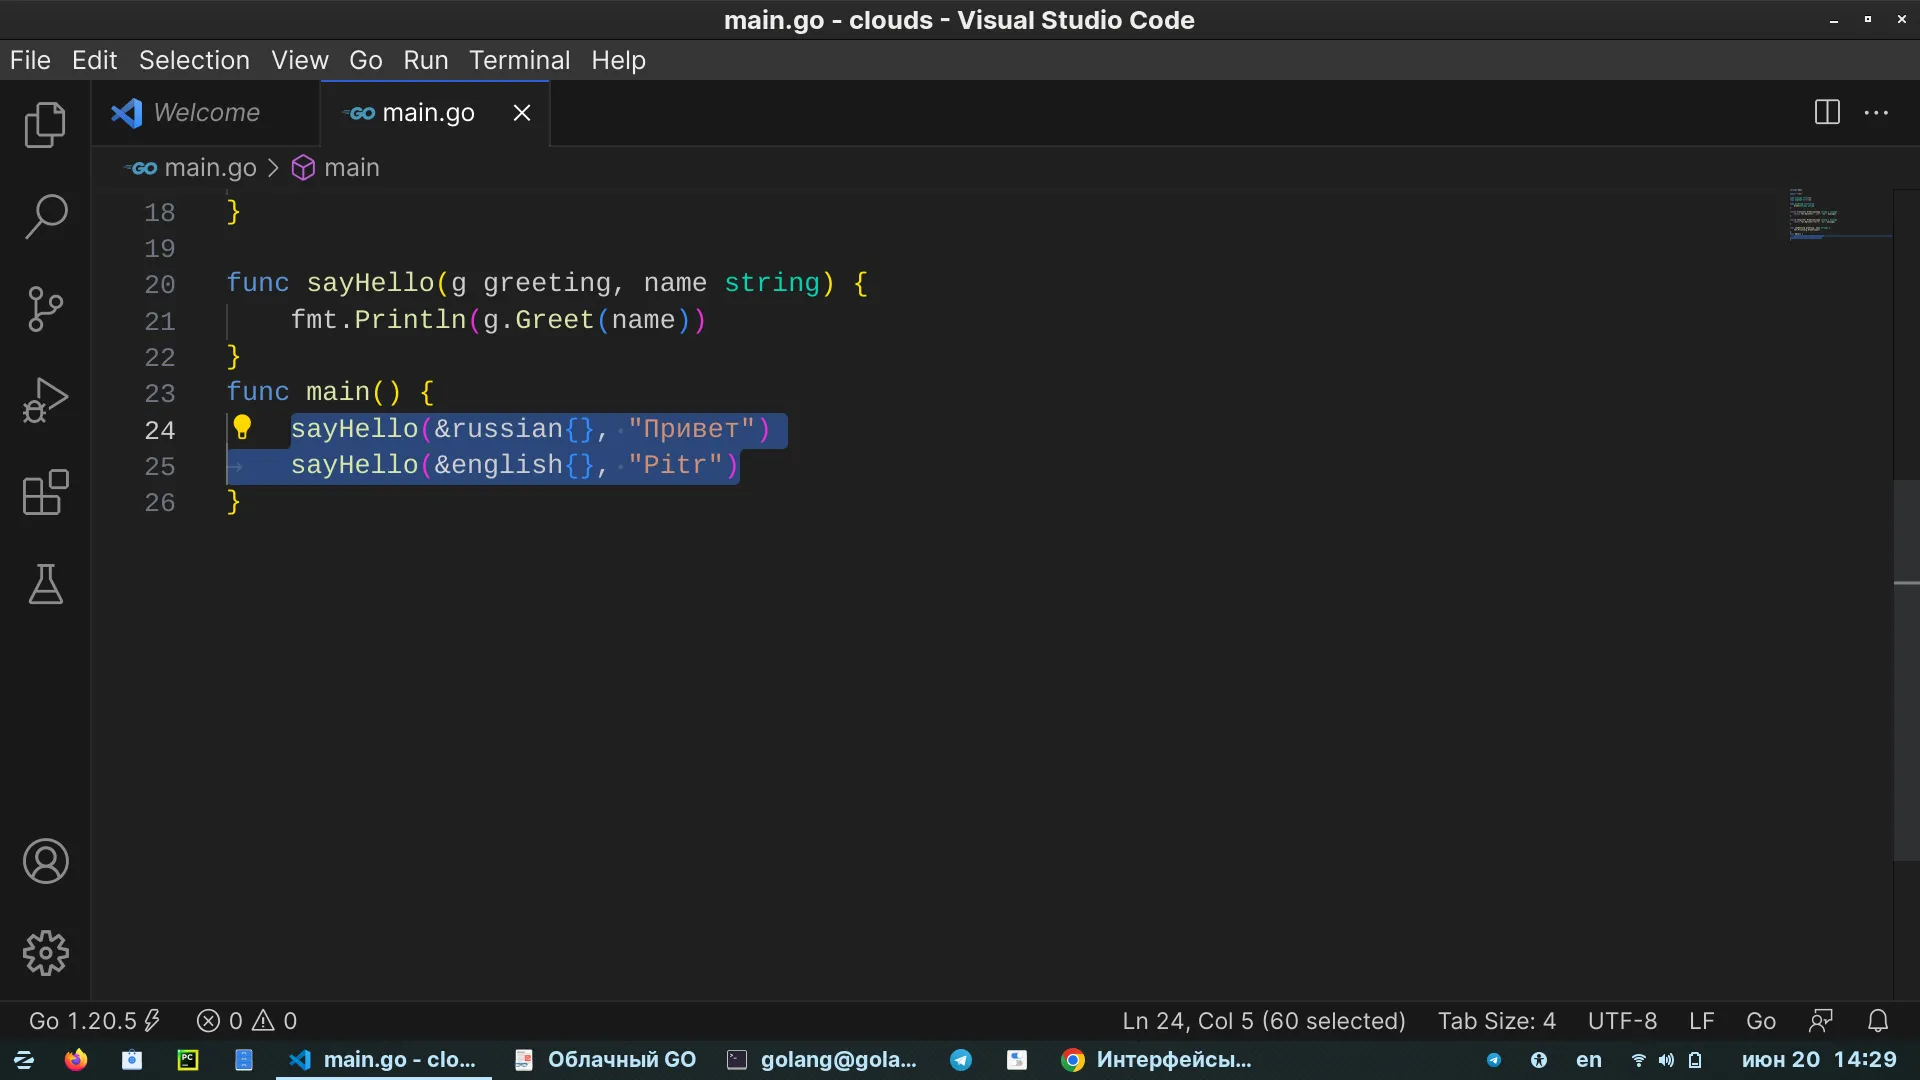 main.go - clouds - Visual Studio Code
File Edit Selection View Go Run Terminal Help
Welcome
GO main.go
GO main.go > main
18 }
19
20 func sayHello(g greeting, name string) {
21     fmt.Println(g.Greet(name))
22 }
23 func main() {
24     sayHello(&russian{}, "Привет")
25     sayHello(&english{}, "Pitr")
26 }
Go 1.20.5 0 0 Ln 24, Col 5 (60 selected) Tab Size: 4 UTF-8 LF Go
PC main.go - clo... Облачный GO golang@gola... Интерфейсы... en июн 20 14:29